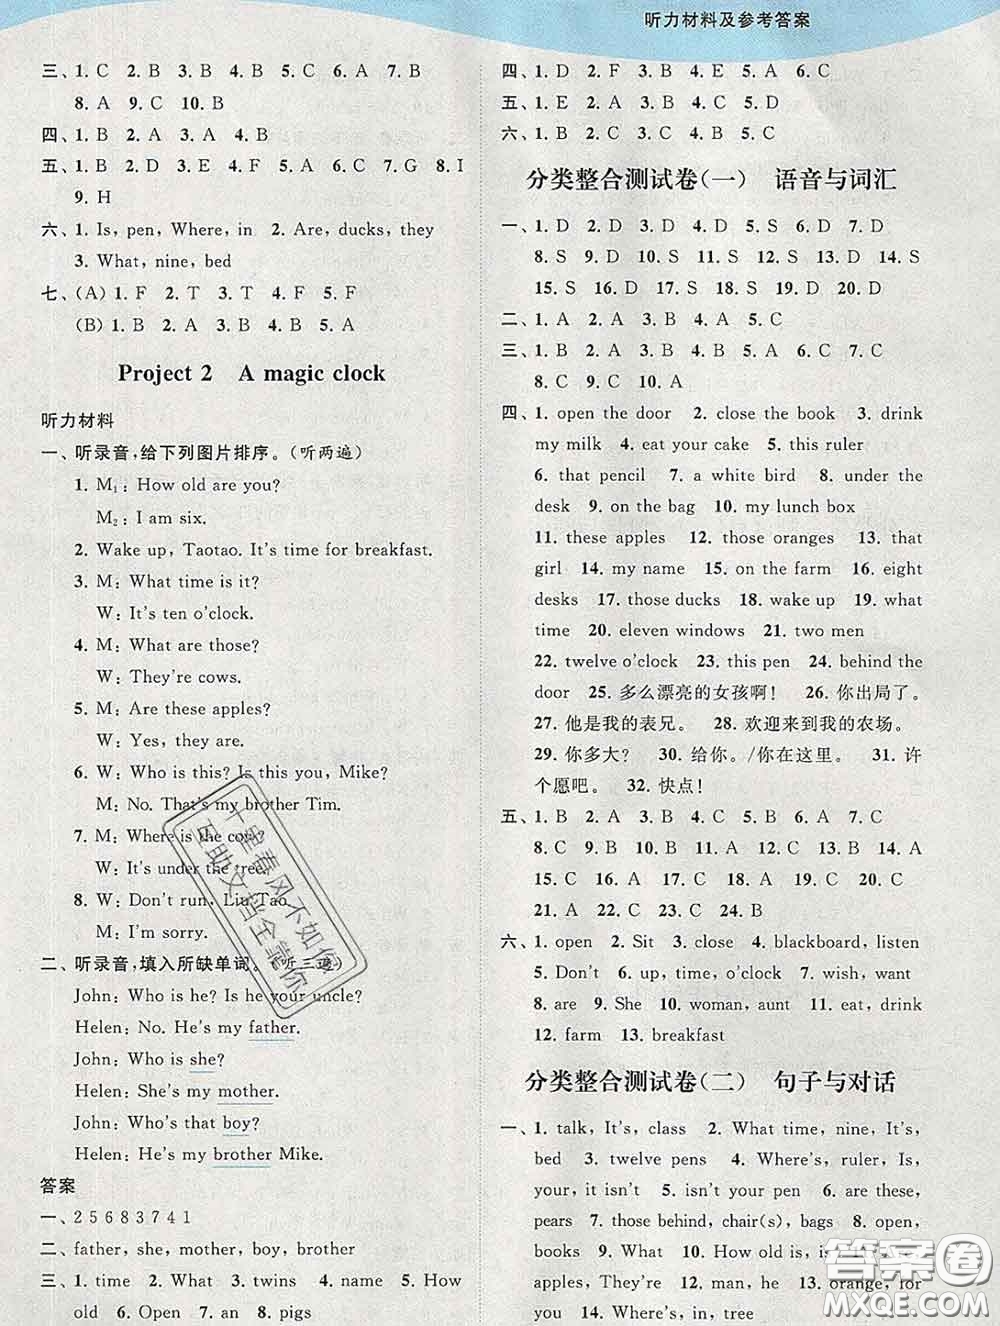 听力材料及参考答案
三、1. C 2. B 3. B 4. B 5. C 6. A 7. B
8. A 9. C 10. B
四、1. B 2. A 3. A 4. B
五、1. B 2. D 3. E 4. F 5. A 6. C 7. G 8. I
9. H
六、1. Is, pen, Where, in 2. Are, ducks, they
3. What, nine, bed
七、(A) 1. F 2. T 3. T 4. F 5. F
(B) 1. B 2. A 3. A 4. B 5. A
Project 2 A magic clock
听力材料
一、听录音,给下列图片排序。(听两遍)
1. M₁: How old are you?
M₂: I am six.
2. Wake up, Taotao. It's time for breakfast.
3. M: What time is it?
W: It's ten o'clock.
4. M: What are those?
W: They're cows.
5. M: Are these apples?
W: Yes, they are.
6. W: Who is this? Is this you, Mike?
M: No. That's my brother Tim.
7. M: Where is the cow?
W: It's under the tree.
8. W: Don't run, Liu Tao.
M: I'm sorry.
二、听录音,填入所缺单词。(听三遍)
John: Who is he? Is he your uncle?
Helen: No. He's my father.
John: Who is she?
Helen: She's my mother.
John: Who's that boy?
Helen: He's my brother Mike.
答案
一、2 5 6 8 3 7 4 1
二、father, she, mother, boy, brother
三、1. time 2. What 3. twins 4. name 5. How
old 6. Open 7. an 8. pigs
四、1. D 2. F 3. B 4. E 5. A 6. C
五、1. E 2. A 3. B 4. C 5. D
六、1. D 2. A 3. C 4. B 5. C
分类整合测试卷(一) 语音与词汇
一、1. D 2. D 3. D 4. D 5. S 6. D 7. D
8. S 9. D 10. S 11. S 12. D 13. D 14. S
15. S 16. D 17. S 18. D 19. D 20. D
二、1. A 2. A 3. B 4. A 5. C
三、1. B 2. B 3. B 4. A 5. C 6. C 7. C
8. C 9. A 10. C
四、1. open the door 2. close the book 3. drink
my milk 4. eat your cake 5. this ruler
6. that pencil 7. a white bird 8. under the
desk 9. on the bag 10. my lunch box
11. these apples 12. those oranges 13. that
girl 14. my name 15. on the farm 16. eight
desks 17. those ducks 18. wake up 19. what
time 20. eleven windows 21. two men
22. twelve o'clock 23. this pen 24. behind the
door 25. 多么漂亮的女孩啊! 26. 你出局了。
27. 他是我的表兄。 28. 欢迎来到我的农场。
29. 你多大? 30. 给你。/你在这里。 31. 许
个愿吧。 32. 快点!
五、1. B 2. A 3. B 4. B 5. A 6. B 7. C
8. C 9. B 10. B 11. A 12. C 13. B 14. A
15. C 16. A 17. A 18. B 19. C 20. C
21. A 22. C 23. C 24. B
六、1. open 2. Sit 3. close 4. blackboard, listen
5. Don't 6. up, time, o'clock 7. wish, want
8. are 9. She 10. woman, aunt 11. eat, drink
12. farm 13. breakfast
分类整合测试卷(二) 句子与对话
一、1. talk, It's, class 2. What time, nine, It's,
bed 3. twelve pens 4. Where's, ruler, Is,
your, it isn't 5. isn't your pen 6. are these,
pears 7. those behind, chair(s), bags 8. open,
books 9. What 10. How old is, is
apples, They're 12. man, he 13. orange, for
you 14. Where's, in, tree
千里春风不如你
互助文档全靠你
答案圈
MXQE.COM